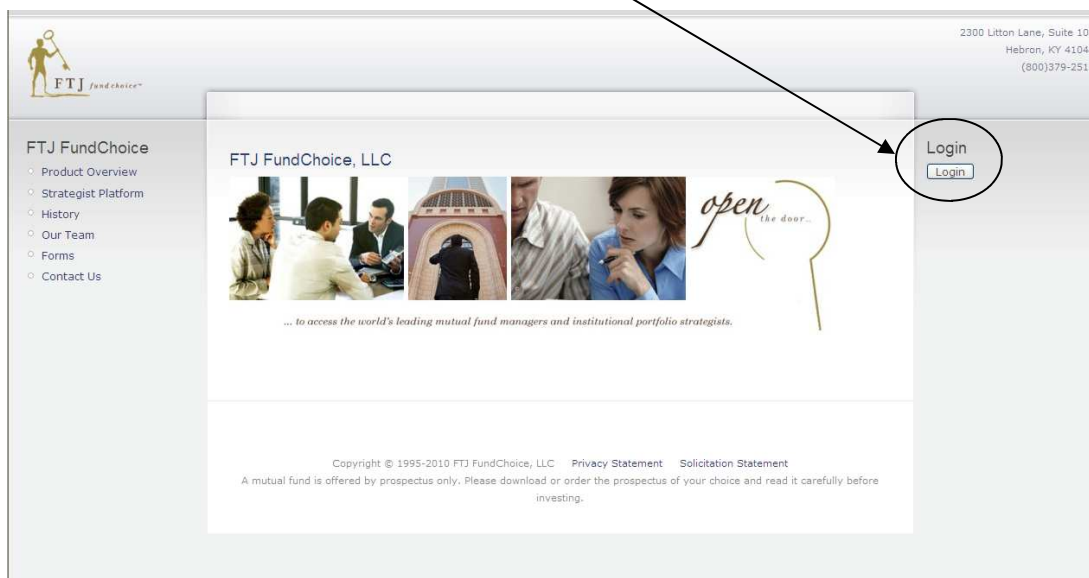 2300 Litton Lane, Suite 10
Hebron, KY 4104
(800)379-251
FTJ fund choice™
FTJ FundChoice
Product Overview
Strategist Platform
History
Our Team
Forms
Contact Us
FTJ FundChoice, LLC
open
the door...
... to access the world's leading mutual fund managers and institutional portfolio strategists.
Login
Login
Copyright © 1995-2010 FTJ FundChoice, LLC Privacy Statement Solicitation Statement
A mutual fund is offered by prospectus only. Please download or order the prospectus of your choice and read it carefully before
investing.